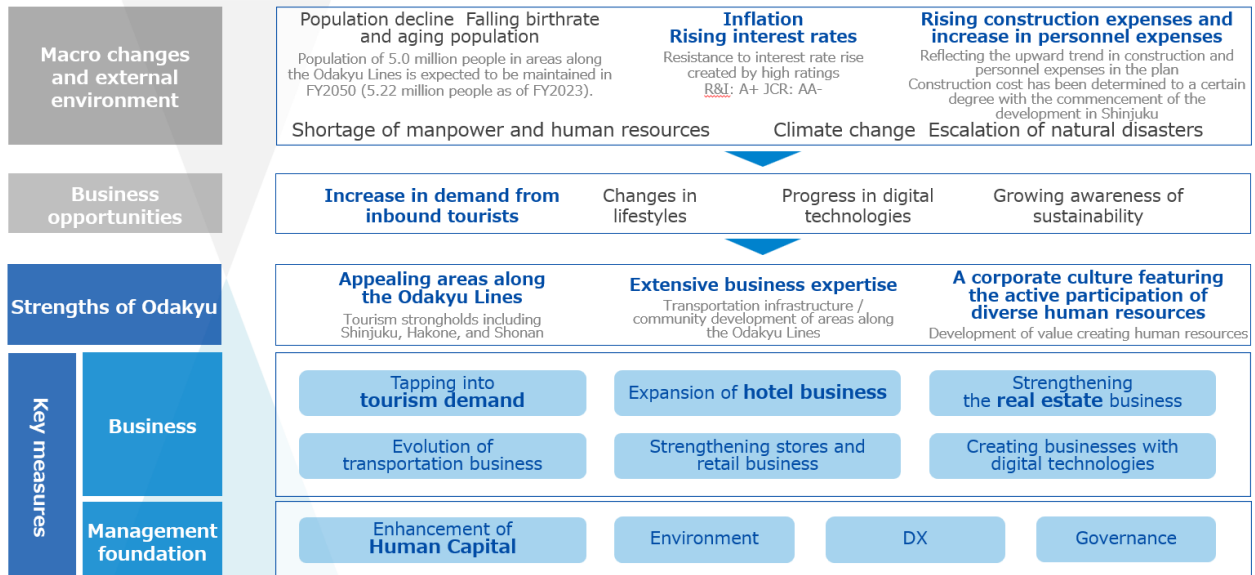 Macro changes
and external
environment
Population decline Falling birthrate
and aging population
Population of 5.0 million people in areas along
the Odakyu Lines is expected to be maintained in
FY2050 (5.22 million people as of FY2023).
Inflation
Rising interest rates
Resistance to interest rate rise
created by high ratings
R&I: A+ JCR: AA-
Rising construction expenses and
increase in personnel expenses
Reflecting the upward trend in construction and
personnel expenses in the plan
Construction cost has been determined to a certain
degree with the commencement of the
development in Shinjuku
Shortage of manpower and human resources
Climate change Escalation of natural disasters
Business
opportunities
Increase in demand from
inbound tourists
Changes in
lifestyles
Progress in digital
technologies
Growing awareness of
sustainability
Strengths of Odakyu
Appealing areas along
the Odakyu Lines
Tourism strongholds including
Shinjuku, Hakone, and Shonan
Extensive business expertise
Transportation infrastructure /
community development of areas along
the Odakyu Lines
A corporate culture featuring
the active participation of
diverse human resources
Development of value creating human resources
Key measures
Business
Tapping into
tourism demand
Expansion of hotel business
Strengthening
the real estate business
Evolution of
transportation business
Strengthening stores and
retail business
Creating businesses with
digital technologies
Management
foundation
Enhancement of
Human Capital
Environment
DX
Governance